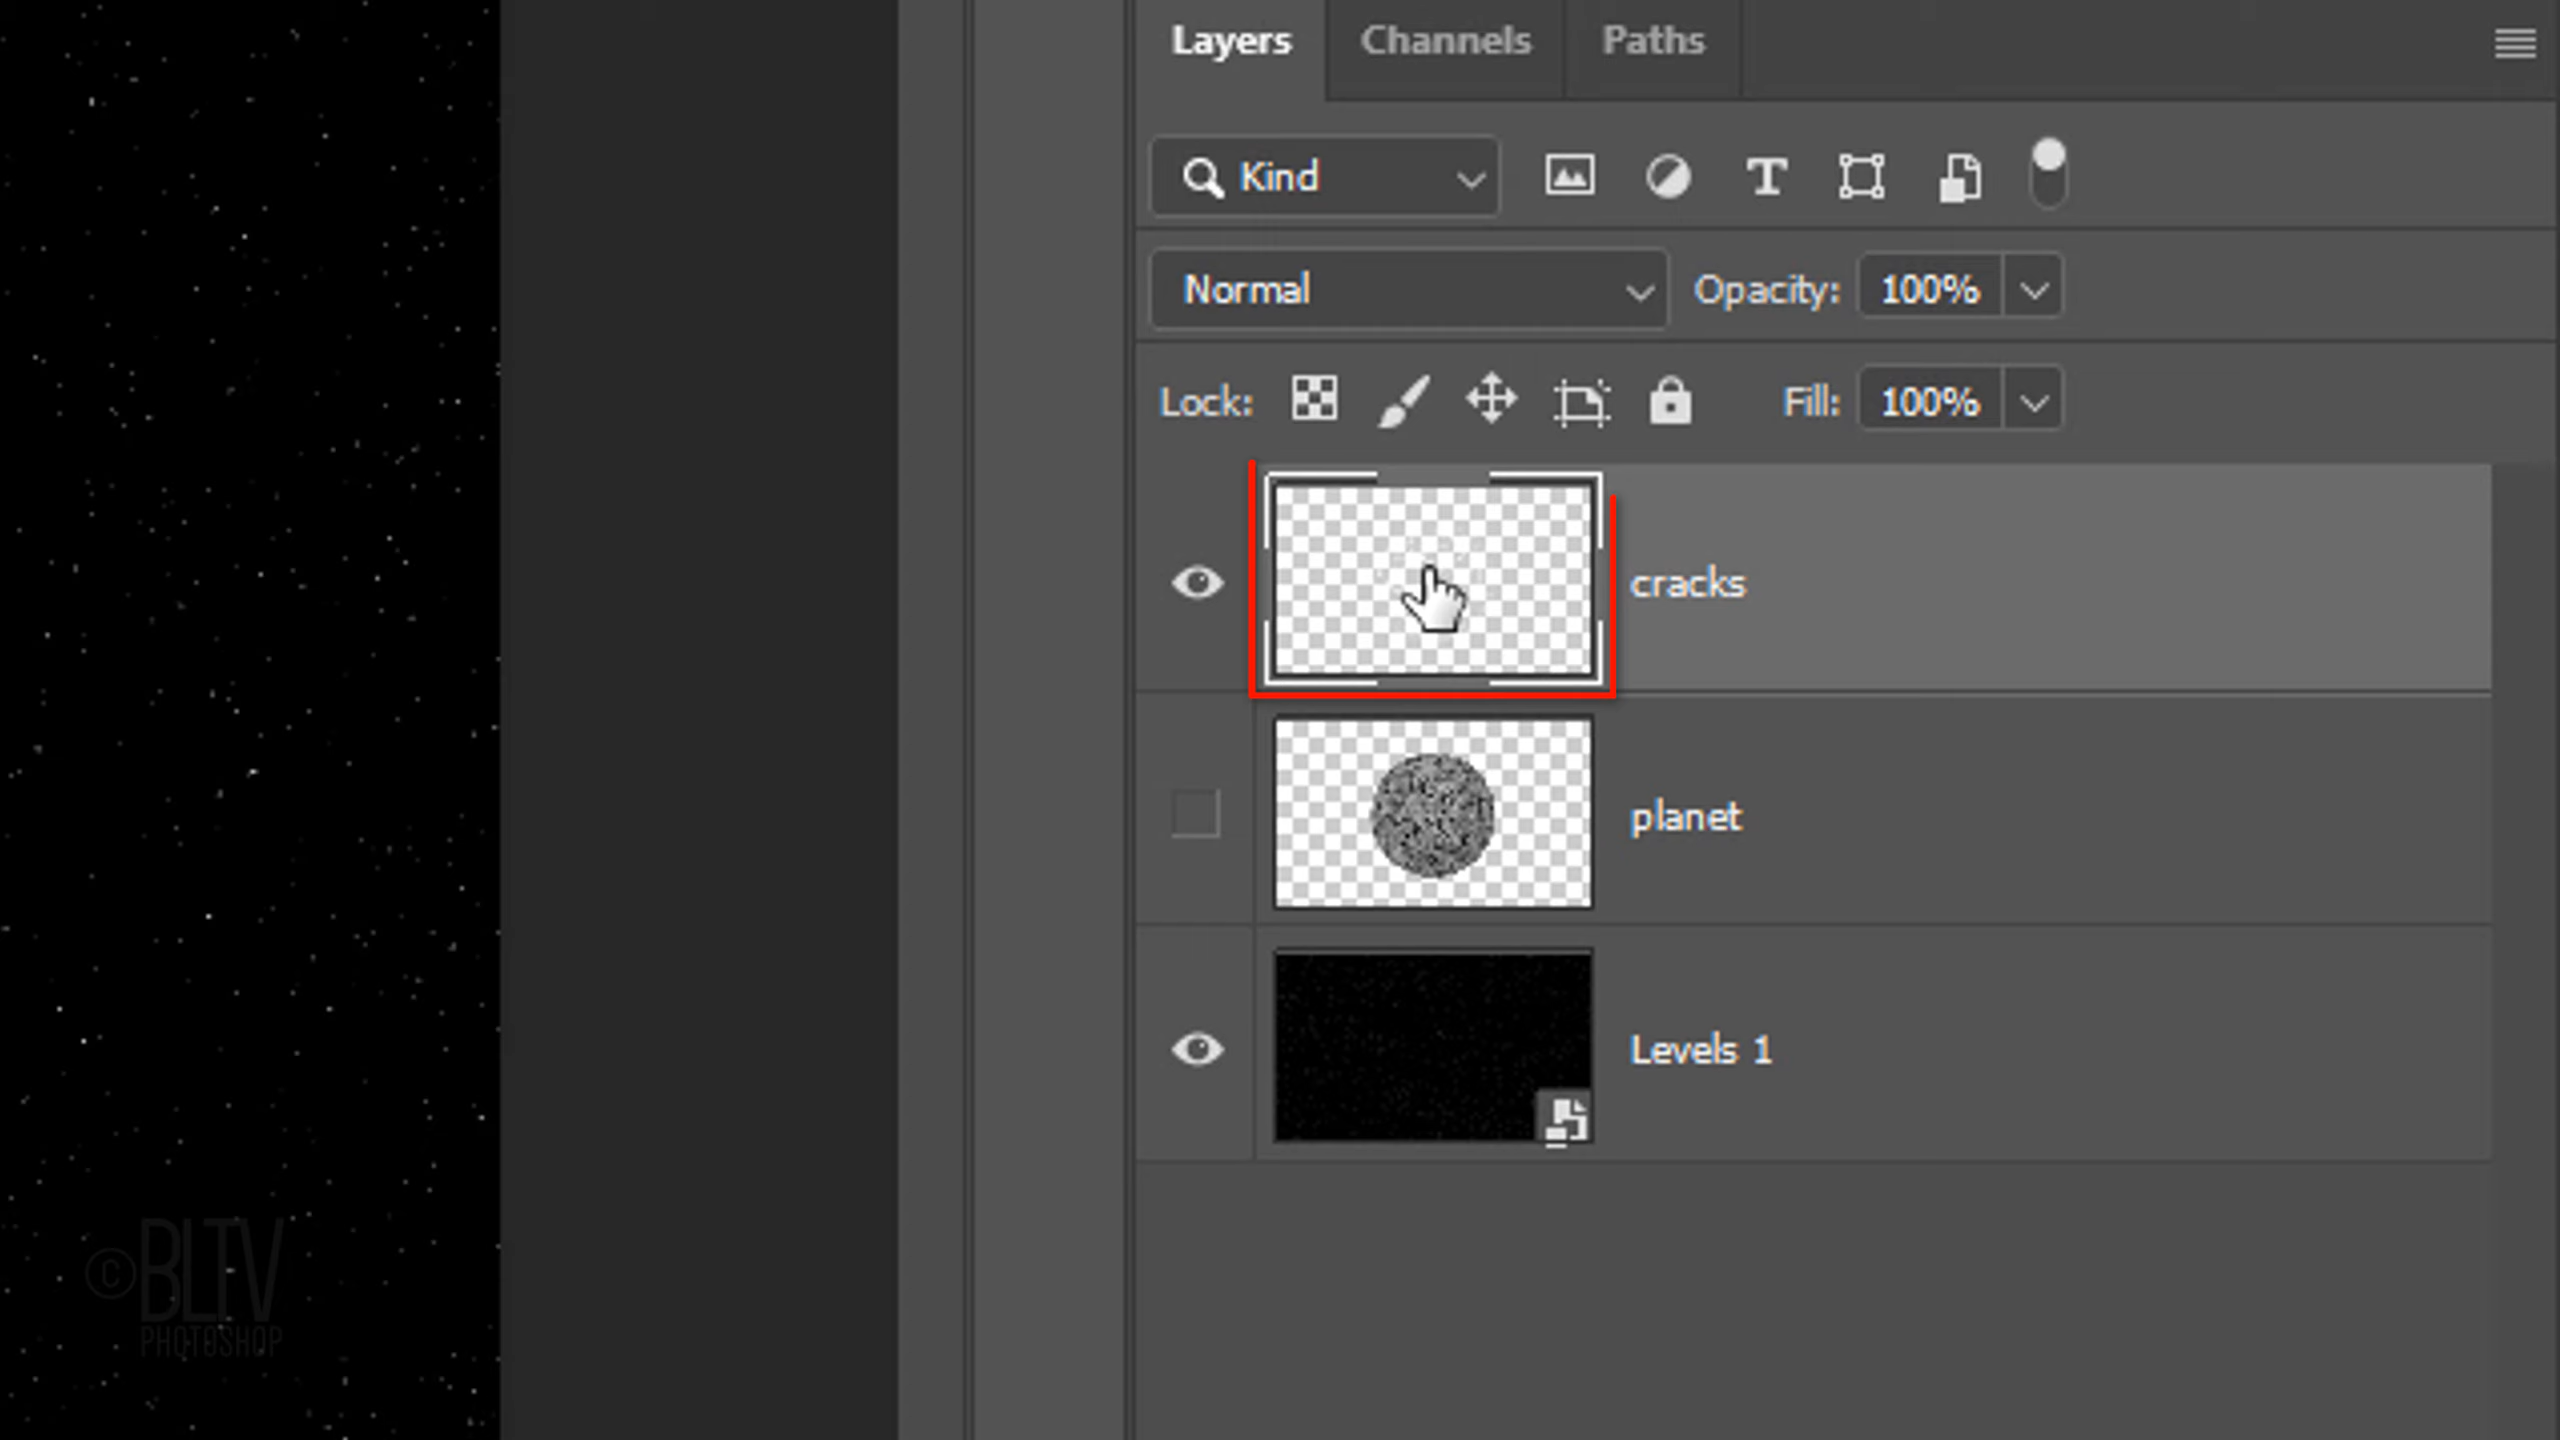 Layers Channels Paths
Kind
Normal Opacity: 100%
Lock: Fill: 100%
cracks
planet
Levels 1
©BLTV
PHOTOSHOP